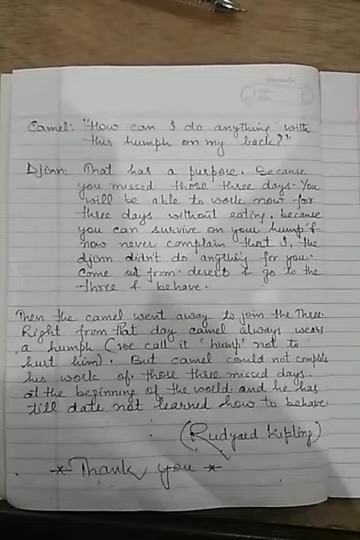 Camel: "How can I do anything with
this humph on my back?"
Djinn: That has a purpose. Because
you missed those three days. You
will be able to work now for
three days without eating, because
you can survive on your hump &
now never complain that I, the
djinn didn't do anything for you.
Come out from desert & go to the
three & behave.
Then the camel went away to join the Three.
Right from that day camel always wears
a humph (we call it 'hump' not to
hurt him). But camel could not complete
his work of those three missed days
at the beginning of the world and he has
till date not learned how to behave
(Rudyard Kipling)
* Thank you *